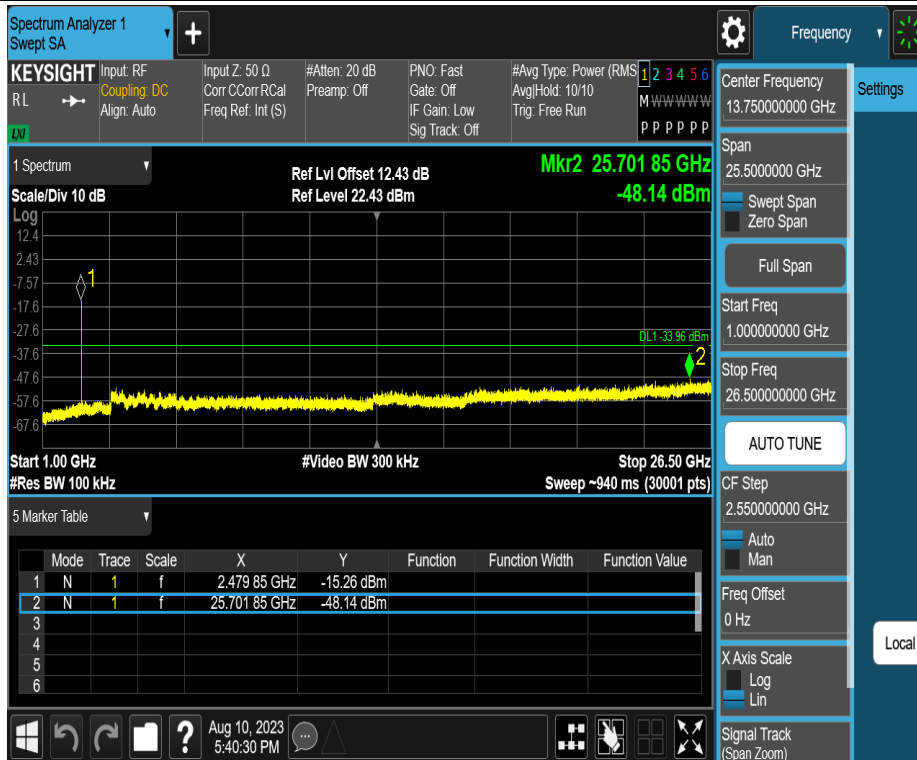 Spectrum Analyzer 1
Swept SA
+
Frequency
KEYSIGHT
R L
LXI
Input: RF
Coupling: DC
Align: Auto
Input Z: 50 Ω
Corr CCorr RCal
Freq Ref: Int (S)
#Atten: 20 dB
Preamp: Off
PNO: Fast
Gate: Off
IF Gain: Low
Sig Track: Off
#Avg Type: Power (RMS
Avg|Hold: 10/10
Trig: Free Run
1 2 3 4 5 6
M W W W W W
P P P P P P
1 Spectrum
Scale/Div 10 dB
Ref Lvl Offset 12.43 dB
Ref Level 22.43 dBm
Mkr2 25.701 85 GHz
-48.14 dBm
Log
12.4
2.43
-7.57
-17.6
-27.6
-37.6
-47.6
-57.6
-67.6
1
DL1 -33.96 dBm
2
Start 1.00 GHz
#Video BW 300 kHz
Stop 26.50 GHz
#Res BW 100 kHz
Sweep ~940 ms (30001 pts)
5 Marker Table
Mode Trace Scale X Y Function Function Width Function Value
1 N 1 f 2.479 85 GHz -15.26 dBm
2 N 1 f 25.701 85 GHz -48.14 dBm
3
4
5
6
Center Frequency
13.750000000 GHz
Span
25.5000000 GHz
Swept Span
Zero Span
Full Span
Start Freq
1.000000000 GHz
Stop Freq
26.50000000 GHz
AUTO TUNE
CF Step
2.550000000 GHz
Auto
Man
Freq Offset
0 Hz
X Axis Scale
Log
Lin
Signal Track
(Span Zoom)
Settings
Local
?
Aug 10, 2023
5:40:30 PM